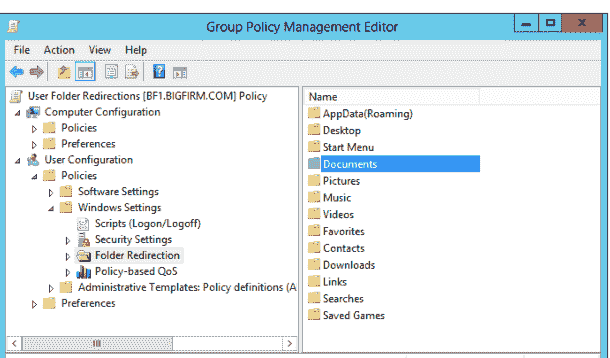 Group Policy Management Editor
File Action View Help
User Folder Redirections [BF1.BIGFIRM.COM] Policy
Computer Configuration
Policies
Preferences
User Configuration
Policies
Software Settings
Windows Settings
Scripts (Logon/Logoff)
Security Settings
Folder Redirection
Policy-based QoS
Administrative Templates: Policy definitions (A
Preferences
Name
AppData(Roaming)
Desktop
Start Menu
Documents
Pictures
Music
Videos
Favorites
Contacts
Downloads
Links
Searches
Saved Games